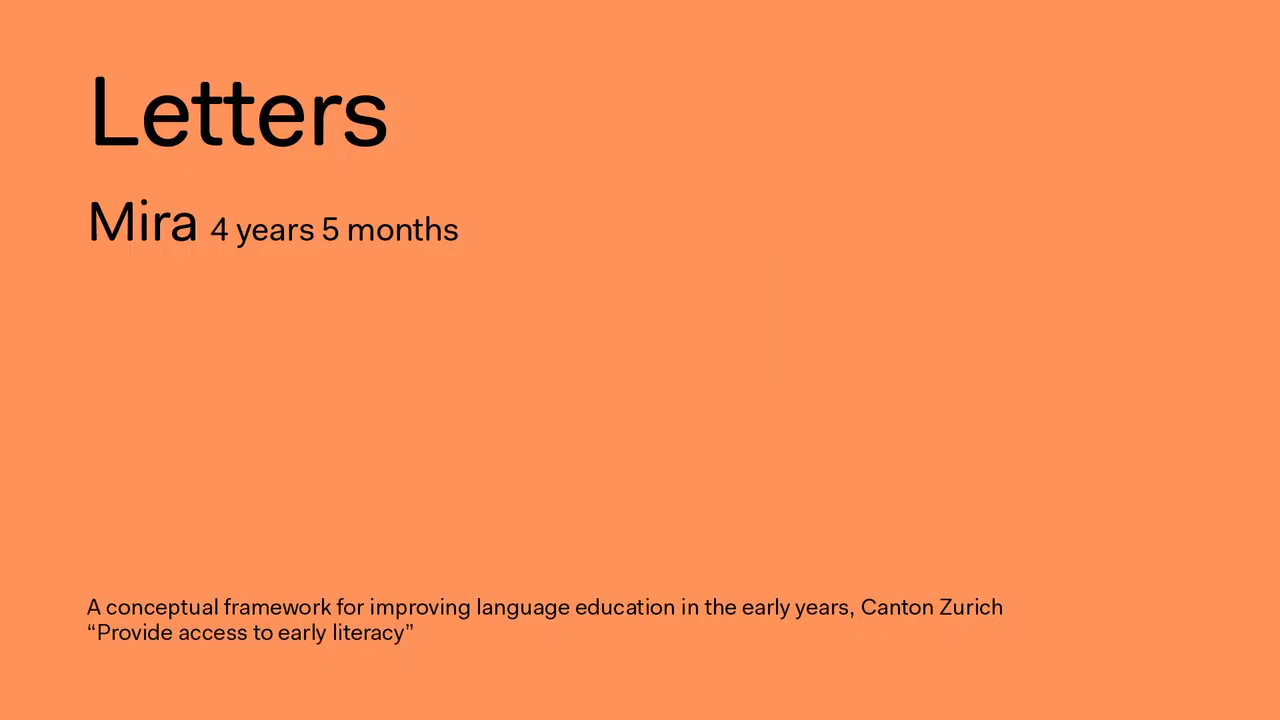 Letters
Mira 4 years 5 months
A conceptual framework for improving language education in the early years, Canton Zurich
“Provide access to early literacy”